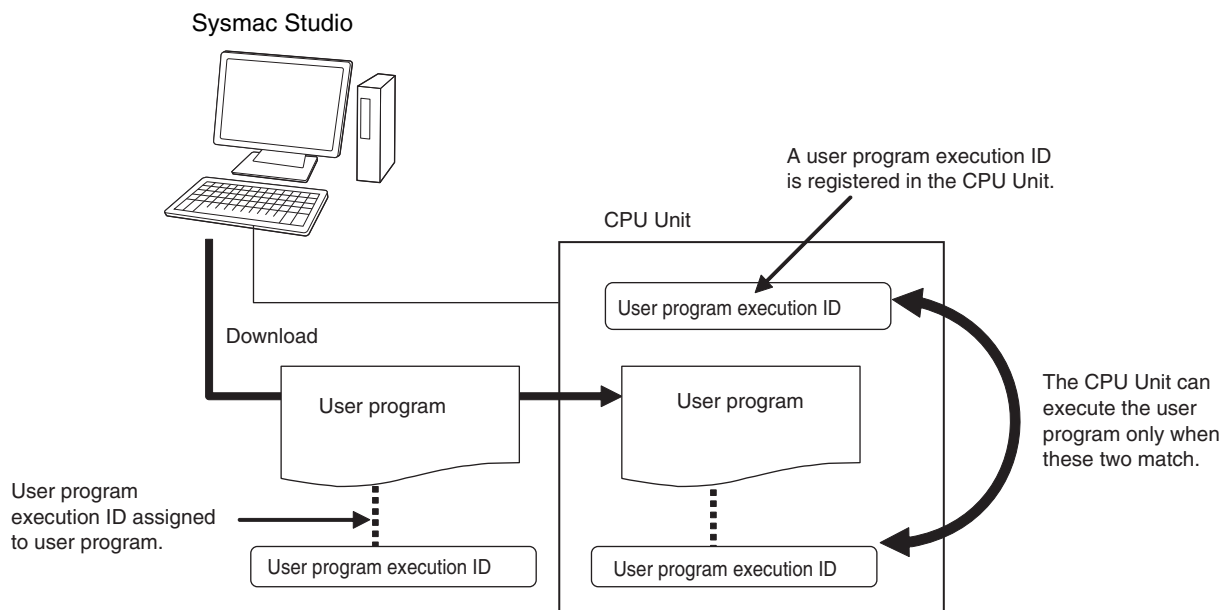 Sysmac Studio
A user program execution ID
is registered in the CPU Unit.
CPU Unit
User program execution ID
Download
User program
User program
The CPU Unit can
execute the user
program only when
these two match.
User program
execution ID assigned
to user program.
User program execution ID
User program execution ID